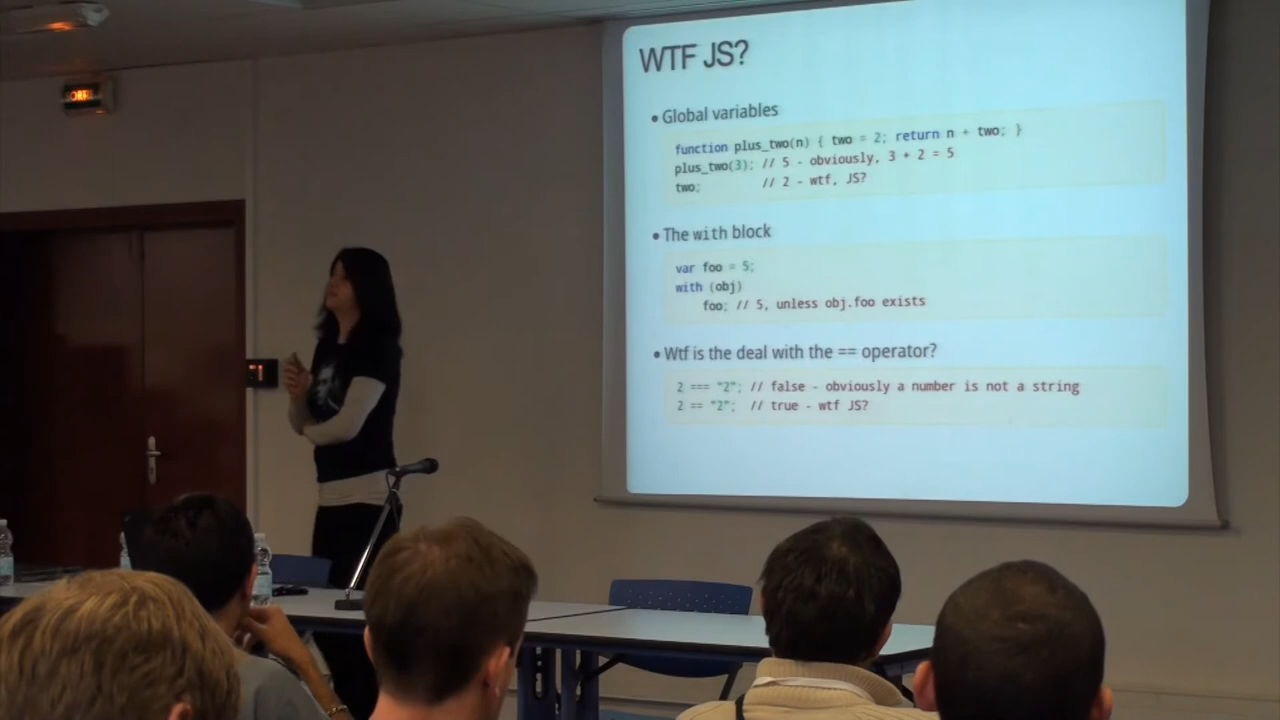 WTF JS?
• Global variables
function plus_two(n) { two = 2; return n + two; }
plus_two(3); // 5 - obviously, 3 + 2 = 5
two; // 2 - wtf, JS?
• The with block
var foo = 5;
with (obj)
foo; // 5, unless obj.foo exists
• Wtf is the deal with the == operator?
2 === "2"; // false - obviously a number is not a string
2 == "2"; // true - wtf JS?